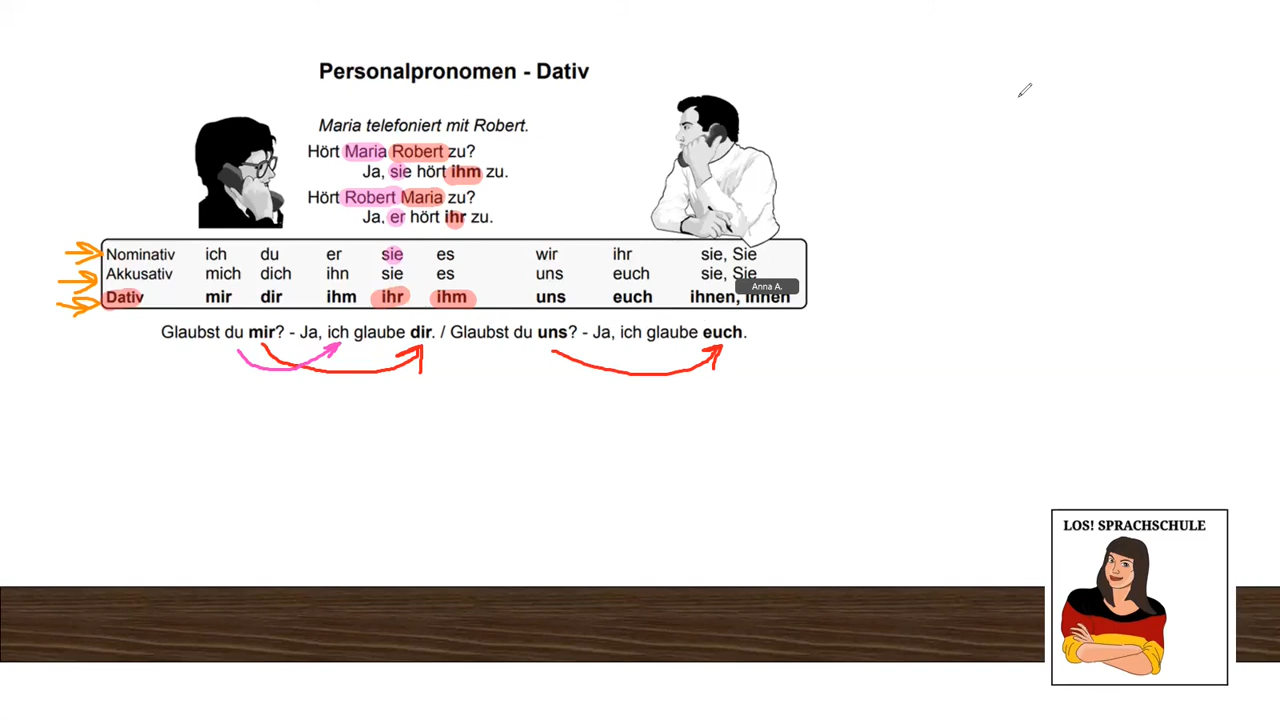 Personalpronomen - Dativ
Maria telefoniert mit Robert.
Hört Maria Robert zu?
Ja, sie hört ihm zu.
Hört Robert Maria zu?
Ja, er hört ihr zu.
Nominativ ich du er sie es wir ihr sie, Sie
Akkusativ mich dich ihn sie es uns euch sie, Sie
Anna A.
Dativ mir dir ihm ihr ihm uns euch ihnen, Ihnen
Glaubst du mir? - Ja, ich glaube dir. / Glaubst du uns? - Ja, ich glaube euch.
LOS! SPRACHSCHULE